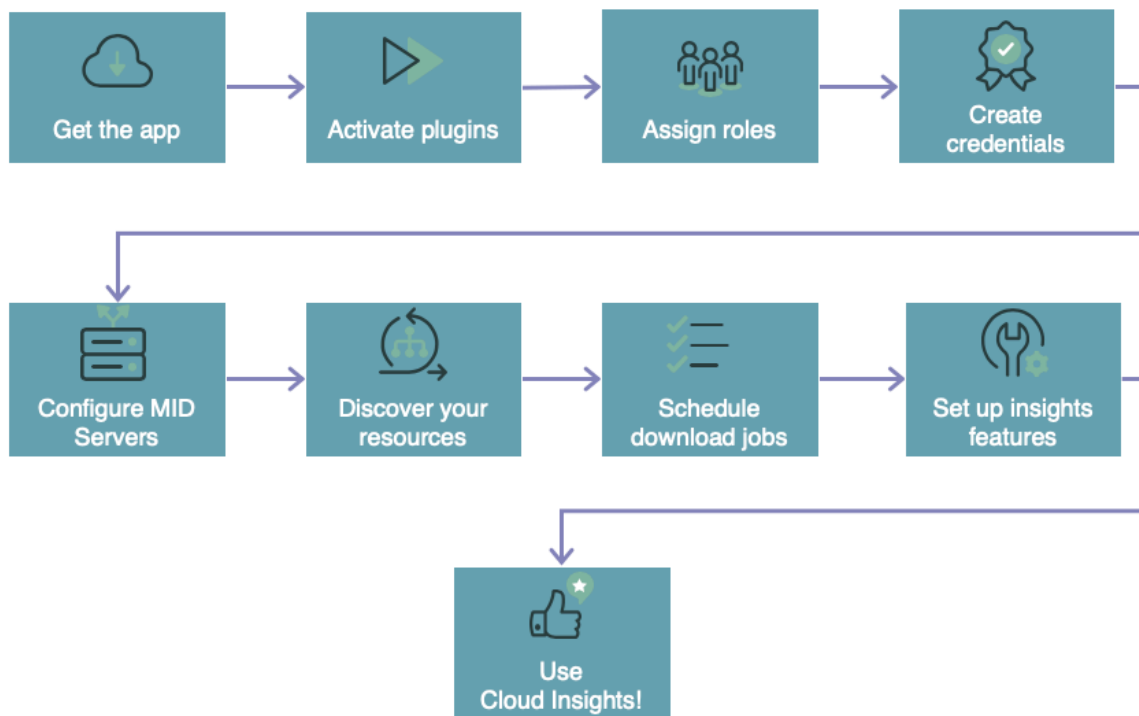 Get the app
Activate plugins
Assign roles
Create
credentials
Configure MID
Servers
Discover your
resources
Schedule
download jobs
Set up insights
features
Use
Cloud Insights!